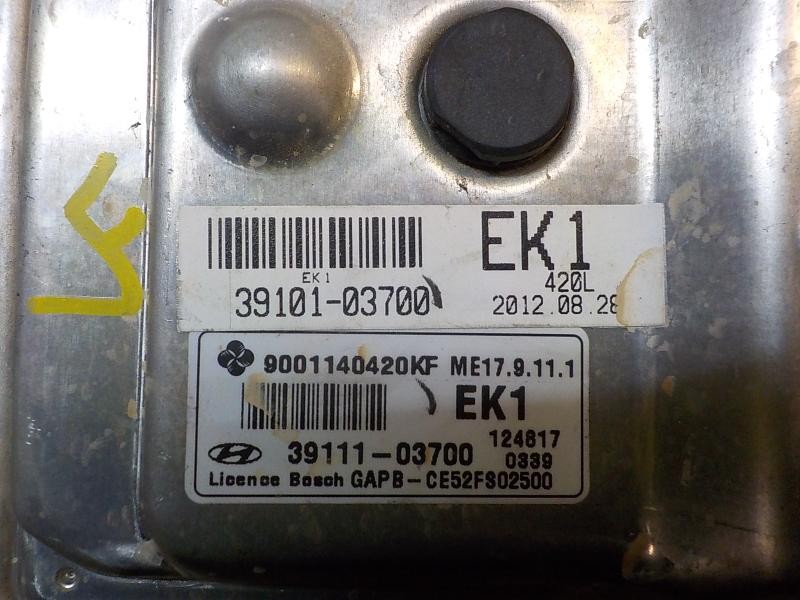 EK1
EK1
39101-03700
420L
2012.08.28
9001140420KF ME17.9.11.1
EK1
39111-03700
124817
0339
Licence Bosch GAPB-CE52FS02500